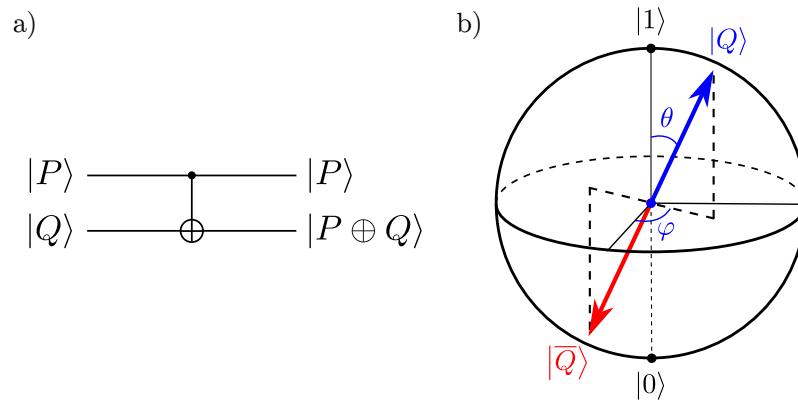 a)
|P⟩ |P⟩
|Q⟩ |P ⊕ Q⟩
b)
|1⟩
|Q⟩
θ
φ
|Q̅⟩
|0⟩